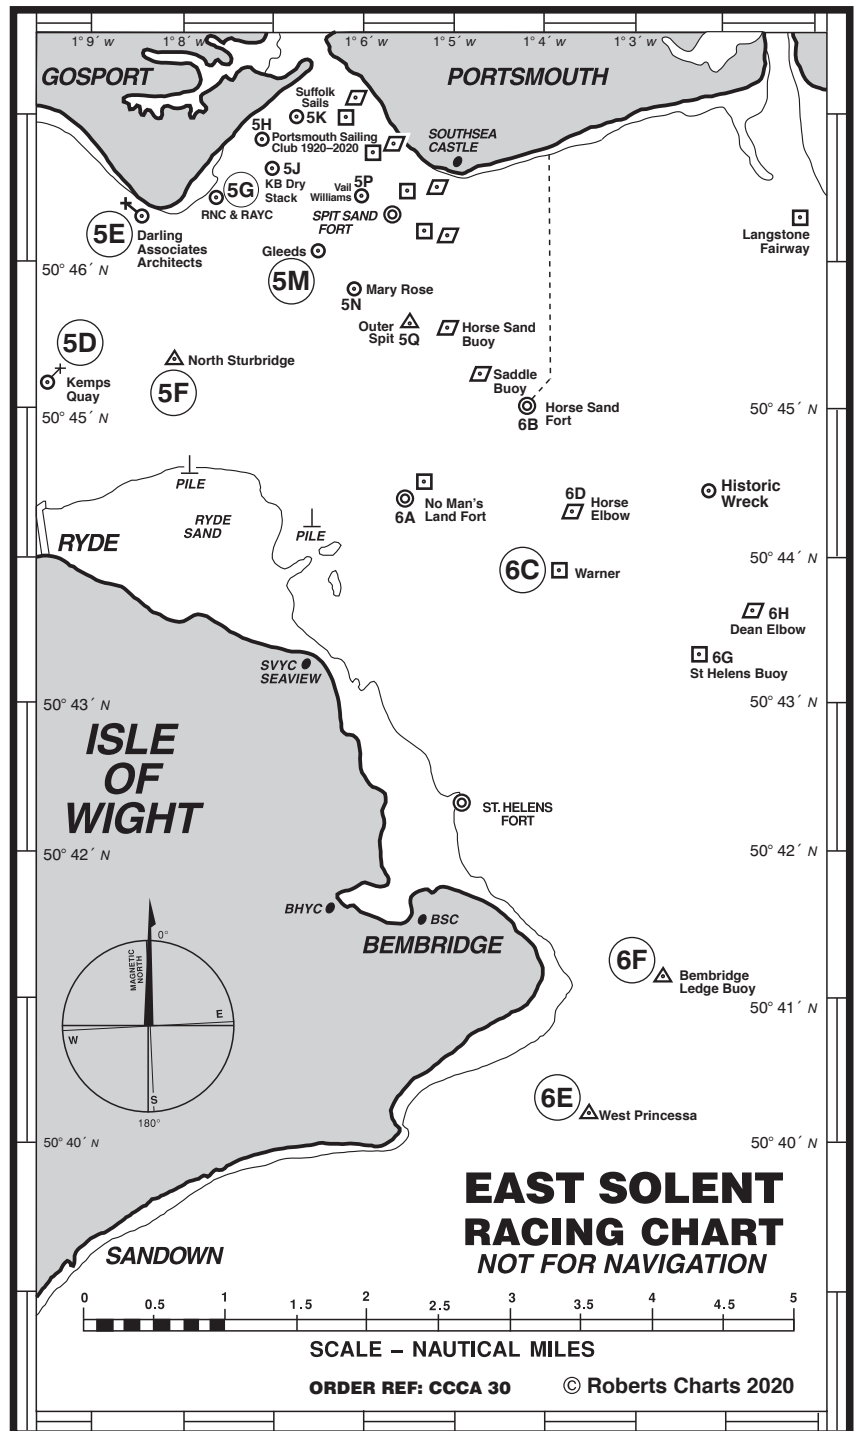 1° 9´ W
1° 8´ W
1° 6´ W
1° 5´ W
1° 4´ W
1° 3´ W
GOSPORT
PORTSMOUTH
Suffolk
Sails
5K
5H
Portsmouth Sailing
Club 1920–2020
SOUTHSEA
CASTLE
5J
KB Dry
Stack
5G
RNC & RAYC
Vail
Williams
5P
SPIT SAND
FORT
5E
Darling
Associates
Architects
Gleeds
5M
Langstone
Fairway
50° 46´ N
Mary Rose
5N
Outer
Spit 5Q
Horse Sand
Buoy
5D
Kemps
Quay
North Sturbridge
5F
Saddle
Buoy
6B
Horse Sand
Fort
50° 45´ N
50° 45´ N
PILE
RYDE
SAND
PILE
RYDE
6A
No Man's
Land Fort
6D
Horse
Elbow
Historic
Wreck
50° 44´ N
6C
Warner
6H
Dean Elbow
6G
St Helens Buoy
SVYC
SEAVIEW
50° 43´ N
50° 43´ N
ISLE
OF
WIGHT
ST. HELENS
FORT
50° 42´ N
50° 42´ N
BHYC
BSC
BEMBRIDGE
0°
MAGNETIC
NORTH
E
W
S
180°
6F
Bembridge
Ledge Buoy
50° 41´ N
6E
West Princessa
50° 40´ N
50° 40´ N
EAST SOLENT
RACING CHART
NOT FOR NAVIGATION
SANDOWN
0 0.5 1 1.5 2 2.5 3 3.5 4 4.5 5
SCALE – NAUTICAL MILES
ORDER REF: CCCA 30
© Roberts Charts 2020